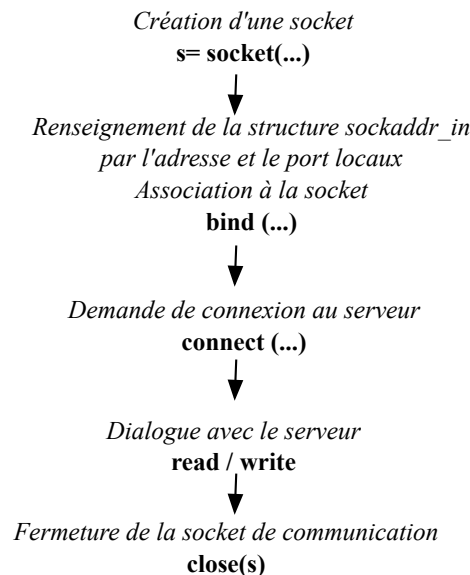 Création d'une socket
s= socket(...)
Renseignement de la structure sockaddr_in
par l'adresse et le port locaux
Association à la socket
bind (...)
Demande de connexion au serveur
connect (...)
Dialogue avec le serveur
read / write
Fermeture de la socket de communication
close(s)